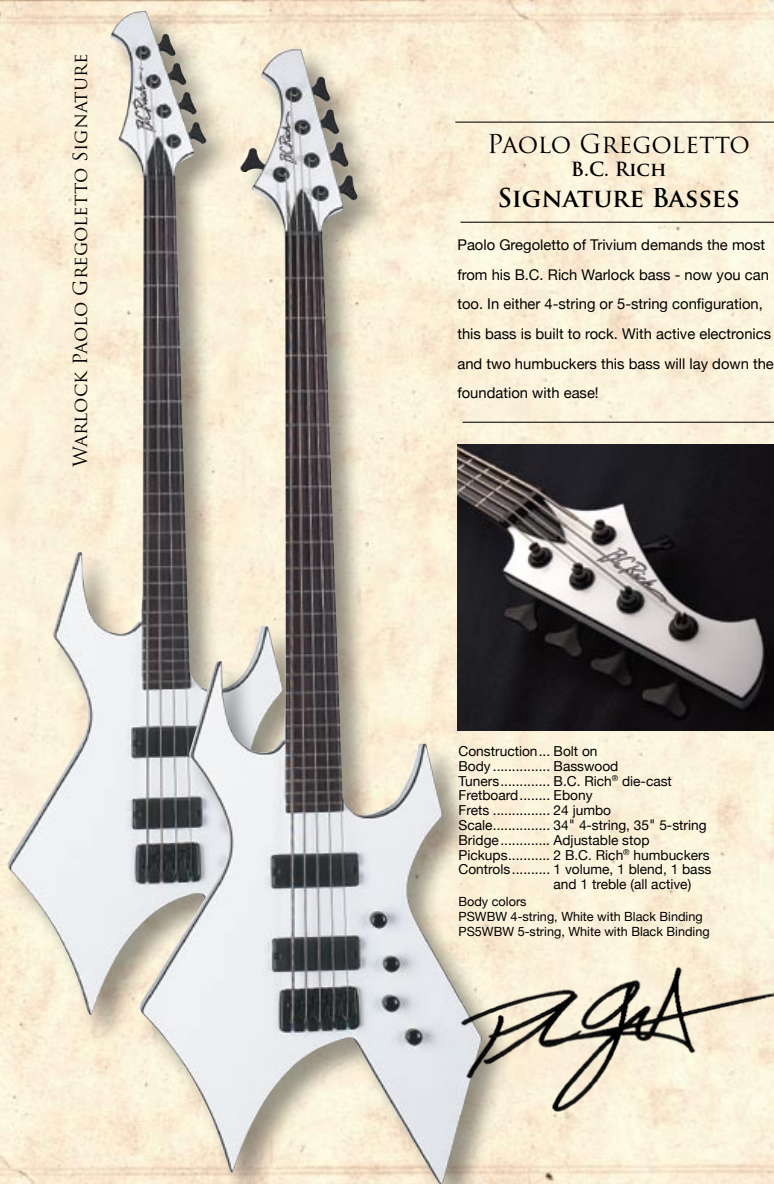 WARLOCK PAOLO GREGOLETTO SIGNATURE
B.C.Rich
B.C.Rich
PAOLO GREGOLETTO
B.C. RICH
SIGNATURE BASSES
Paolo Gregoletto of Trivium demands the most
from his B.C. Rich Warlock bass - now you can
too. In either 4-string or 5-string configuration,
this bass is built to rock. With active electronics
and two humbuckers this bass will lay down the
foundation with ease!
B.C.Rich
Construction... Bolt on
Body .............. Basswood
Tuners............ B.C. Rich® die-cast
Fretboard....... Ebony
Frets .............. 24 jumbo
Scale.............. 34" 4-string, 35" 5-string
Bridge............ Adjustable stop
Pickups.......... 2 B.C. Rich® humbuckers
Controls......... 1 volume, 1 blend, 1 bass
and 1 treble (all active)
Body colors
PSWBW 4-string, White with Black Binding
PS5WBW 5-string, White with Black Binding